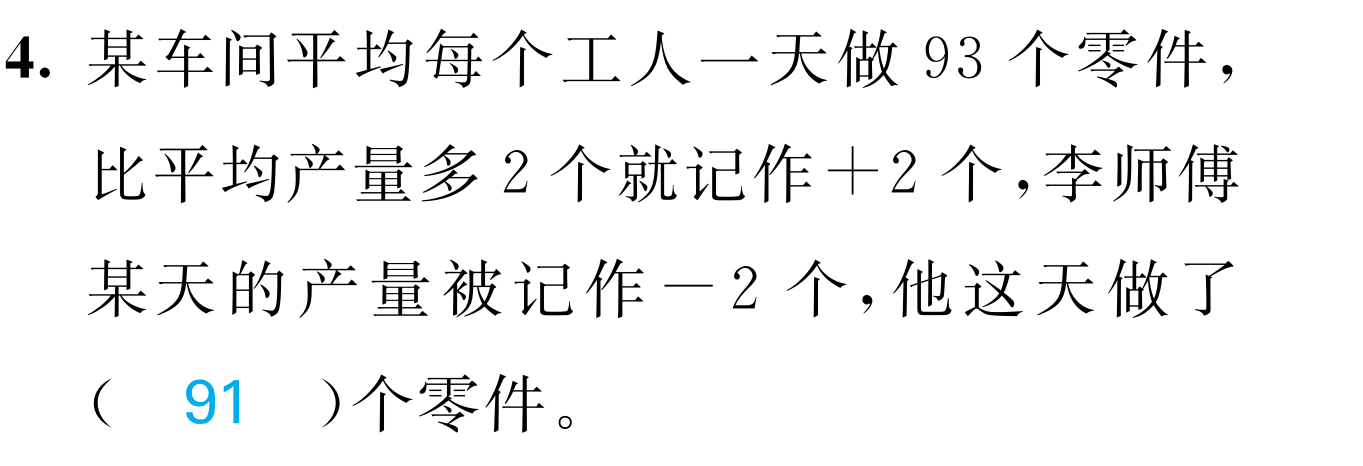 4. 某车间平均每个工人一天做 93 个零件,
比平均产量多 2 个就记作+2 个,李师傅
某天的产量被记作-2 个,他这天做了
( 91 )个零件。